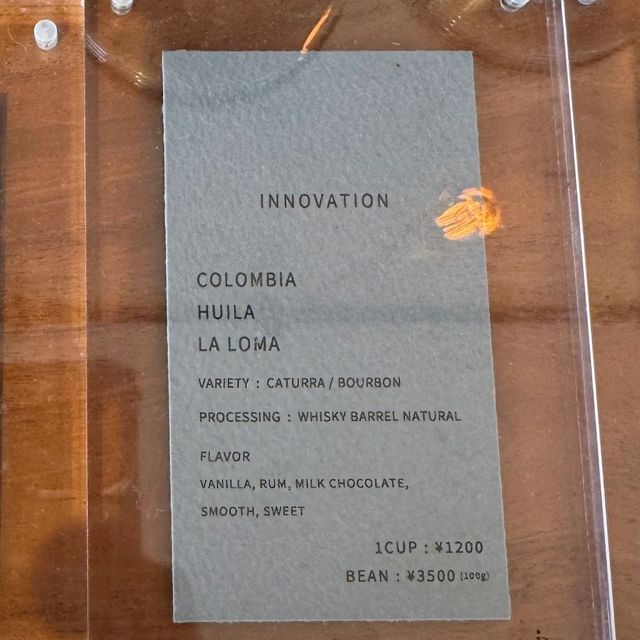 INNOVATION
COLOMBIA
HUILA
LA LOMA
VARIETY : CATURRA / BOURBON
PROCESSING : WHISKY BARREL NATURAL
FLAVOR
VANILLA, RUM, MILK CHOCOLATE,
SMOOTH, SWEET
1CUP : ¥1200
BEAN : ¥3500 (100g)